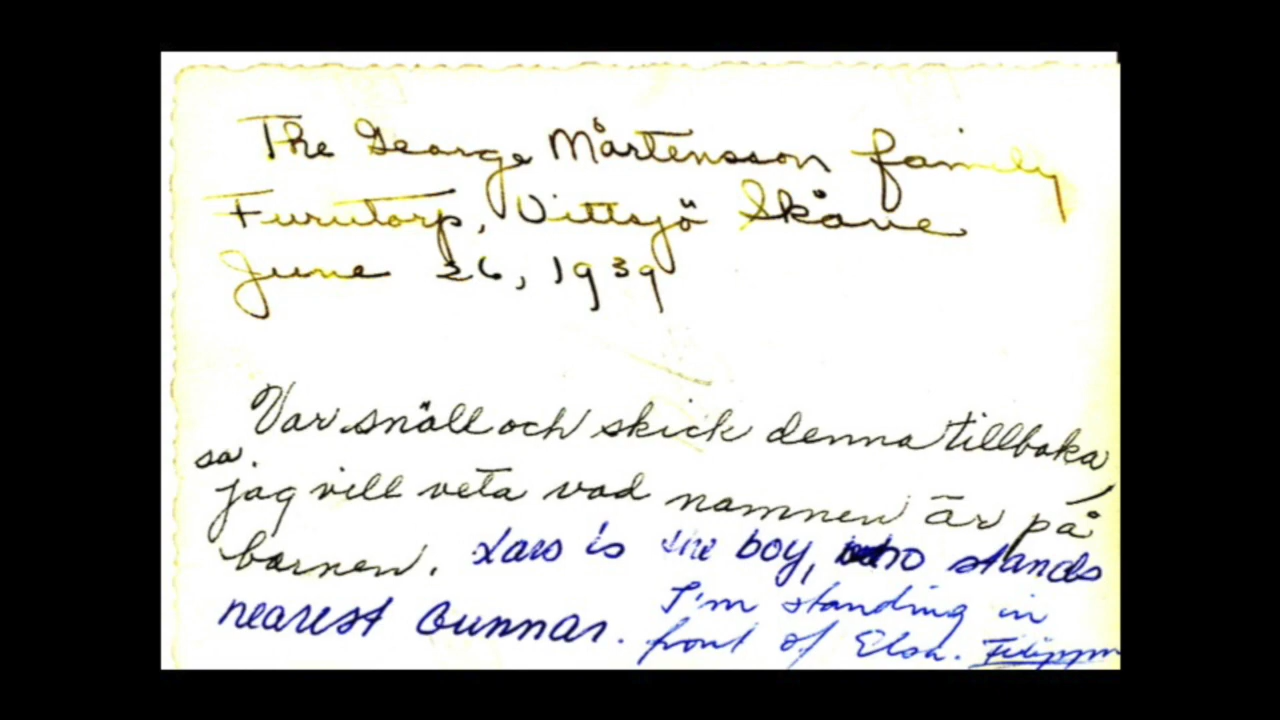 The George Mårtensson family
Furutorp, Vittsjö Skåne
June 26, 1939
Var snäll och skick denna tillbaka
sa.
jag vill veta vad namnen är på
barnen. Lars is the boy, who stands
nearest Gunnar. I'm standing in
front of Elsa.